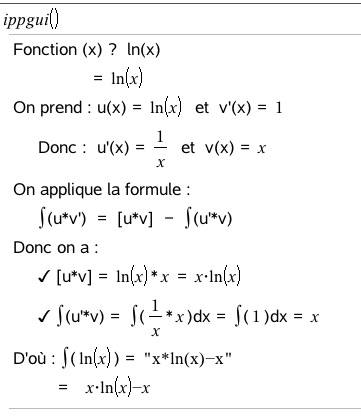 ippgui()
Fonction (x) ? ln(x)
= ln(x)
On prend : u(x) = ln(x) et v'(x) = 1
Donc : u'(x) = 1/x et v(x) = x
On applique la formule :
∫(u*v') = [u*v] − ∫(u'*v)
Donc on a :
✓ [u*v] = ln(x)*x = x·ln(x)
✓ ∫(u'*v) = ∫(1/x*x)dx = ∫(1)dx = x
D'où : ∫(ln(x)) = "x*ln(x)−x"
= x·ln(x)−x